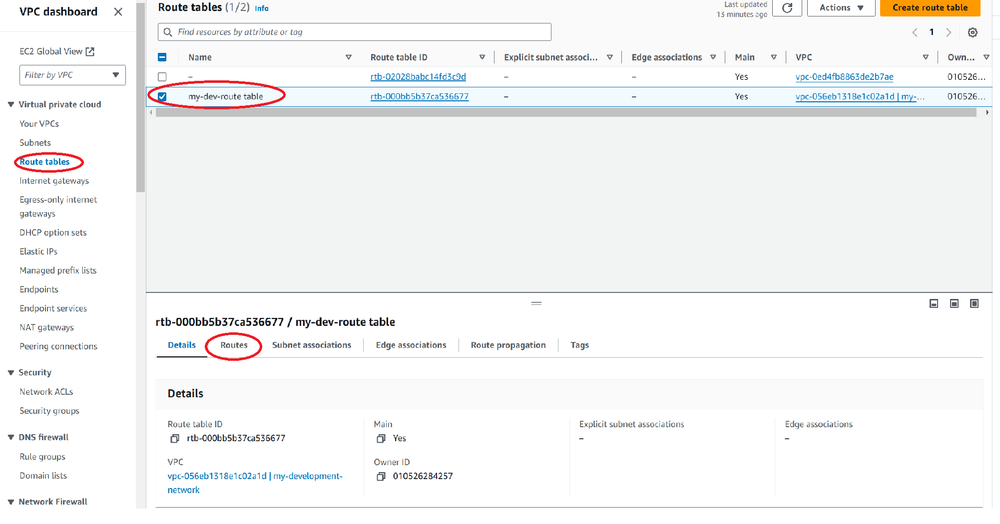 VPC dashboard
EC2 Global View
Filter by VPC
Virtual private cloud
Your VPCs
Subnets
Route tables
Internet gateways
Egress-only internet
gateways
DHCP option sets
Elastic IPs
Managed prefix lists
Endpoints
Endpoint services
NAT gateways
Peering connections
Security
Network ACLs
Security groups
DNS firewall
Rule groups
Domain lists
Network Firewall
Route tables (1/2) Info
Last updated
13 minutes ago
Actions
Create route table
Find resources by attribute or tag
1
Name Route table ID Explicit subnet associ... Edge associations Main VPC Own...
– rtb-02028babc14fd3c9d – – Yes vpc-0ed4fb8863de2b7ae 010526...
my-dev-route table rtb-000bb5b37ca536677 – – Yes vpc-056eb1318e1c02a1d | my-... 010526...
rtb-000bb5b37ca536677 / my-dev-route table
Details Routes Subnet associations Edge associations Route propagation Tags
Details
Route table ID
rtb-000bb5b37ca536677
Main
Yes
Explicit subnet associations
–
Edge associations
–
VPC
vpc-056eb1318e1c02a1d | my-development-
network
Owner ID
010526284257